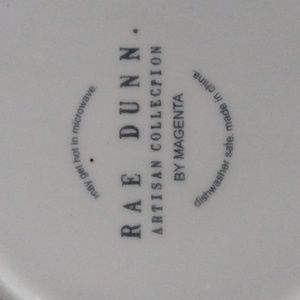 RAE DUNN.
ARTISAN COLLECTION
BY MAGENTA
may get hot in microwave.
dishwasher safe. made in china